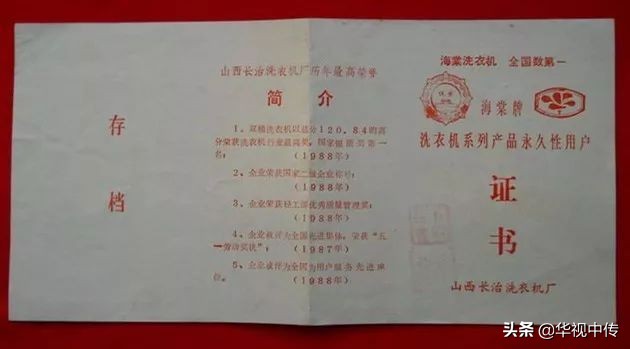 存
档
山西长治洗衣机厂历年最高荣誉
简介
1、双桶洗衣机以总分120.84的高
分荣获洗衣机行业最高奖,国家银质奖第一
名;(1988年)
2、企业荣获国家二级企业称号;
(1988年)
3、企业荣获轻工部优秀质量管理奖;
(1988年)
4、企业被评为全国先进集体,荣获“五
一劳动奖状”;(1987年)
5、企业被评为全国为用户服务先进单
位。(1988年)
海棠洗衣机 全国数第一
海棠牌
洗衣机系列产品永久性用户
证
书
山西长治洗衣机厂
头条 @华视中传